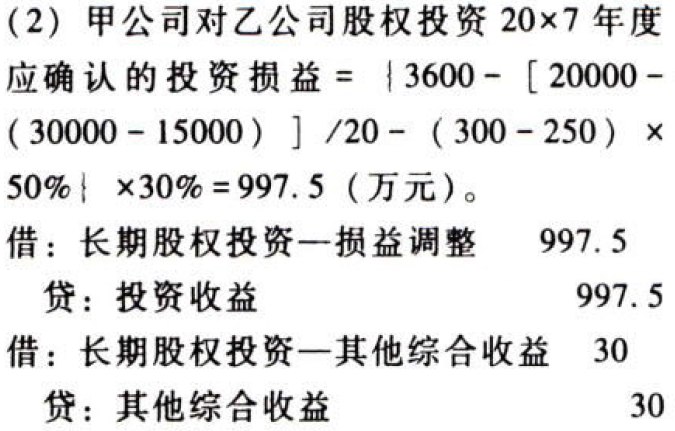 (2) 甲公司对乙公司股权投资 20×7 年度
应确认的投资损益 = {3600 - [20000 -
(30000 - 15000) ] /20 - (300 - 250) ×
50%} ×30% = 997.5 (万元)。
借：长期股权投资—损益调整 997.5
贷：投资收益 997.5
借：长期股权投资—其他综合收益 30
贷：其他综合收益 30